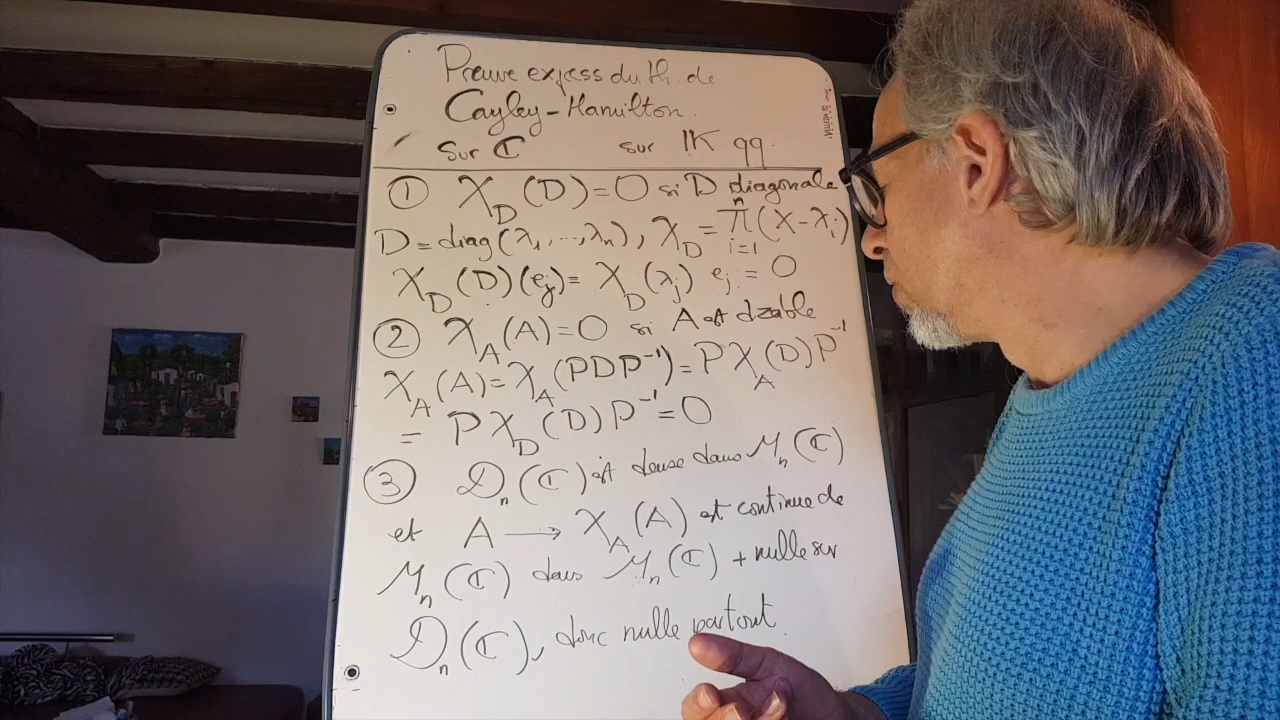 Preuve express du th. de
Cayley-Hamilton.
sur ℂ sur IK qq.
① χ_D(D)=0 si D diagonale
D=diag(λ₁,...,λₙ), χ_D = ∏_{i=1}^{n}(X-λᵢ)
χ_D(D)(eⱼ)= χ_D(λⱼ) eⱼ = 0
② χ_A(A)=0 si A est dzable
χ_A(A)=χ_A(PDP⁻¹)=Pχ_A(D)P⁻¹
= Pχ_D(D)P⁻¹=0
③ 𝒟ₙ(ℂ) est dense dans ℳₙ(ℂ)
et A → χ_A(A) est continue de
ℳₙ(ℂ) dans ℳₙ(ℂ) + nulle sur
𝒟ₙ(ℂ), donc nulle partout.